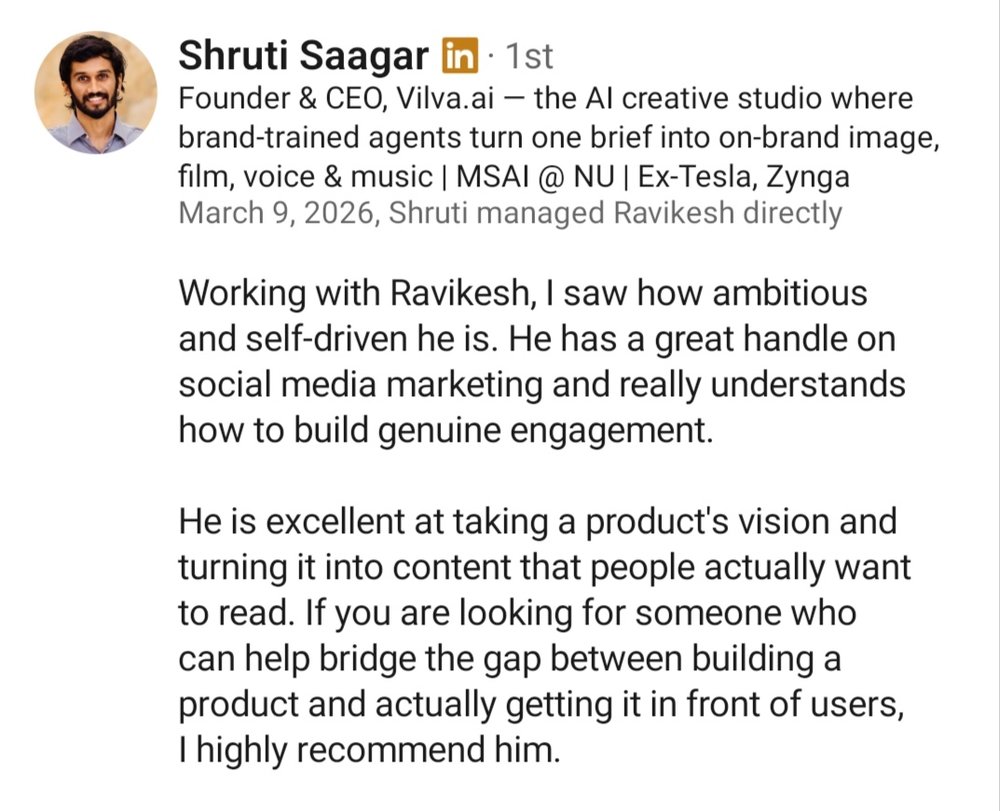 Shruti Saagar in · 1st
Founder & CEO, Vilva.ai — the AI creative studio where
brand-trained agents turn one brief into on-brand image,
film, voice & music | MSAI @ NU | Ex-Tesla, Zynga
March 9, 2026, Shruti managed Ravikesh directly
Working with Ravikesh, I saw how ambitious
and self-driven he is. He has a great handle on
social media marketing and really understands
how to build genuine engagement.
He is excellent at taking a product's vision and
turning it into content that people actually want
to read. If you are looking for someone who
can help bridge the gap between building a
product and actually getting it in front of users,
I highly recommend him.